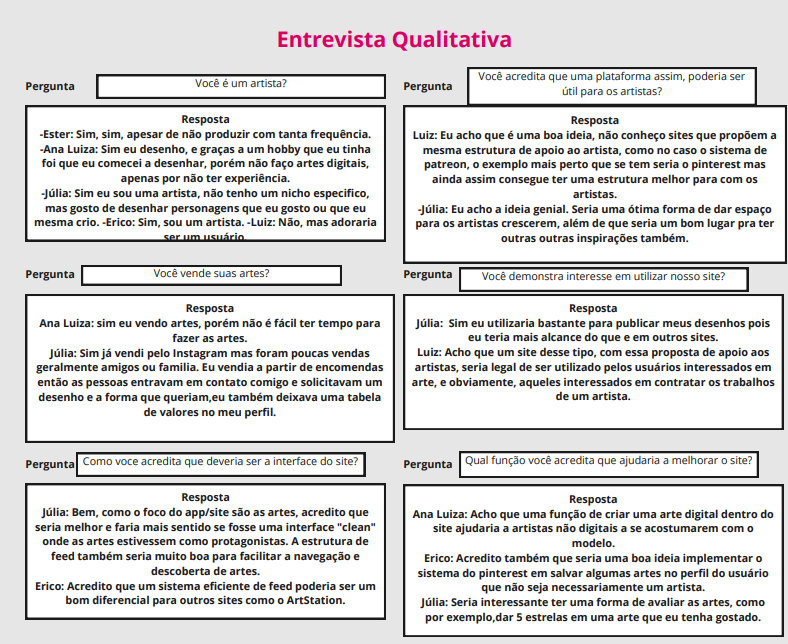 Entrevista Qualitativa
Pergunta
Você é um artista?
Resposta
-Ester: Sim, sim, apesar de não produzir com tanta frequência.
-Ana Luiza: Sim eu desenho, e graças a um hobby que eu tinha
foi que eu comecei a desenhar, porém não faço artes digitais,
apenas por não ter experiência.
-Júlia: Sim eu sou uma artista, não tenho um nicho especifico,
mas gosto de desenhar personagens que eu gosto ou que eu
mesma crio. -Erico: Sim, sou um artista. -Luiz: Não, mas adoraria
ser um usuário.
Pergunta
Você acredita que uma plataforma assim, poderia ser
útil para os artistas?
Resposta
Luiz: Eu acho que é uma boa ideia, não conheço sites que propõem a
mesma estrutura de apoio ao artista, como no caso o sistema de
patreon, o exemplo mais perto que se tem seria o pinterest mas
ainda assim consegue ter uma estrutura melhor para com os
artistas.
-Júlia: Eu acho a ideia genial. Seria uma ótima forma de dar espaço
para os artistas crescerem, além de que seria um bom lugar pra ter
outras outras inspirações também.
Pergunta
Você vende suas artes?
Resposta
Ana Luiza: sim eu vendo artes, porém não é fácil ter tempo para
fazer as artes.
Júlia: Sim já vendi pelo Instagram mas foram poucas vendas
geralmente amigos ou familia. Eu vendia a partir de encomendas
então as pessoas entravam em contato comigo e solicitavam um
desenho e a forma que queriam,eu também deixava uma tabela
de valores no meu perfil.
Pergunta
Você demonstra interesse em utilizar nosso site?
Resposta
Júlia:  Sim eu utilizaria bastante para publicar meus desenhos pois
eu teria mais alcance do que e em outros sites.
Luiz: Acho que um site desse tipo, com essa proposta de apoio aos
artistas, seria legal de ser utilizado pelos usuários interessados em
arte, e obviamente, aqueles interessados em contratar os trabalhos
de um artista.
Pergunta
Como voce acredita que deveria ser a interface do site?
Resposta
Júlia: Bem, como o foco do app/site são as artes, acredito que
seria melhor e faria mais sentido se fosse uma interface "clean"
onde as artes estivessem como protagonistas. A estrutura de
feed também seria muito boa para facilitar a navegação e
descoberta de artes.
Erico: Acredito que um sistema eficiente de feed poderia ser um
bom diferencial para outros sites como o ArtStation.
Pergunta
Qual função você acredita que ajudaria a melhorar o site?
Resposta
Ana Luiza: Acho que uma função de criar uma arte digital dentro do
site ajudaria a artistas não digitais a se acostumarem com o
modelo.
Erico: Acredito também que seria uma boa ideia implementar o
sistema do pinterest em salvar algumas artes no perfil do usuário
que não seja necessariamente um artista.
Júlia: Seria interessante ter uma forma de avaliar as artes, como
por exemplo,dar 5 estrelas em uma arte que eu tenha gostado.